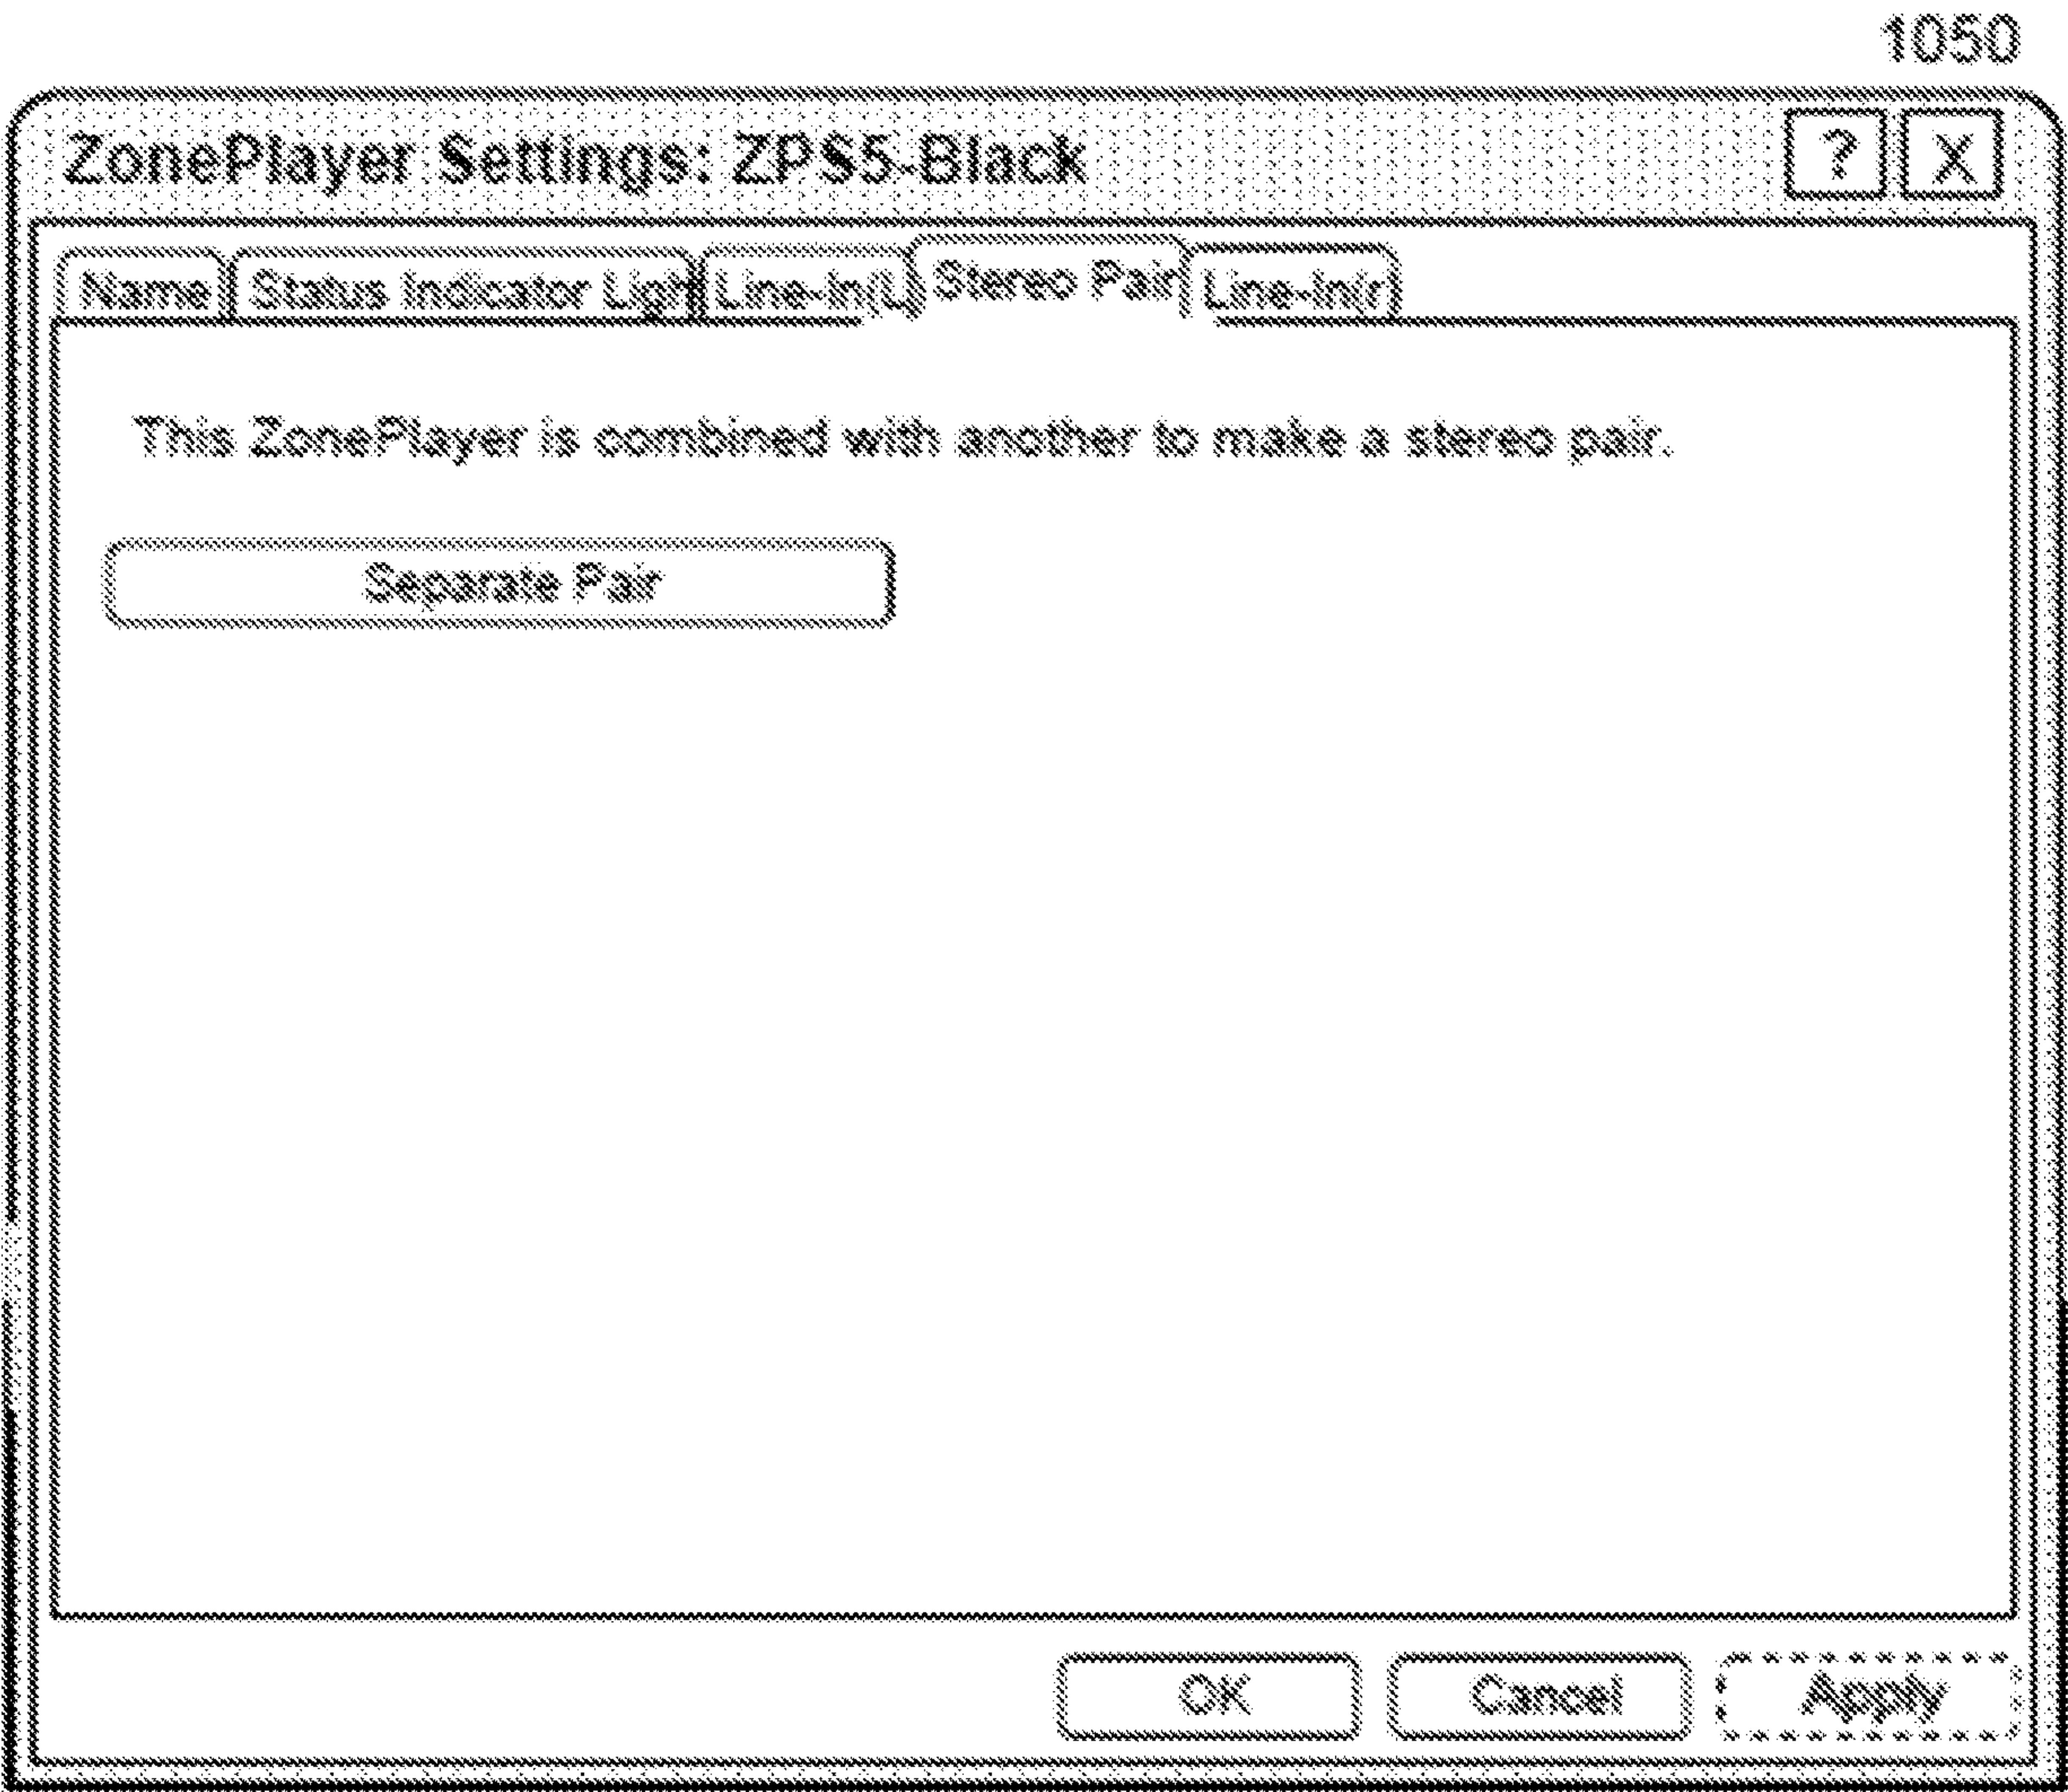 1050
ZonePlayer Settings: ZPS5-Black ? X
Name Status Indicator Ligh Line-In(L Stereo Pair Line-In(r)
This ZonePlayer is combined with another to make a stereo pair.
Separate Pair
OK Cancel Apply